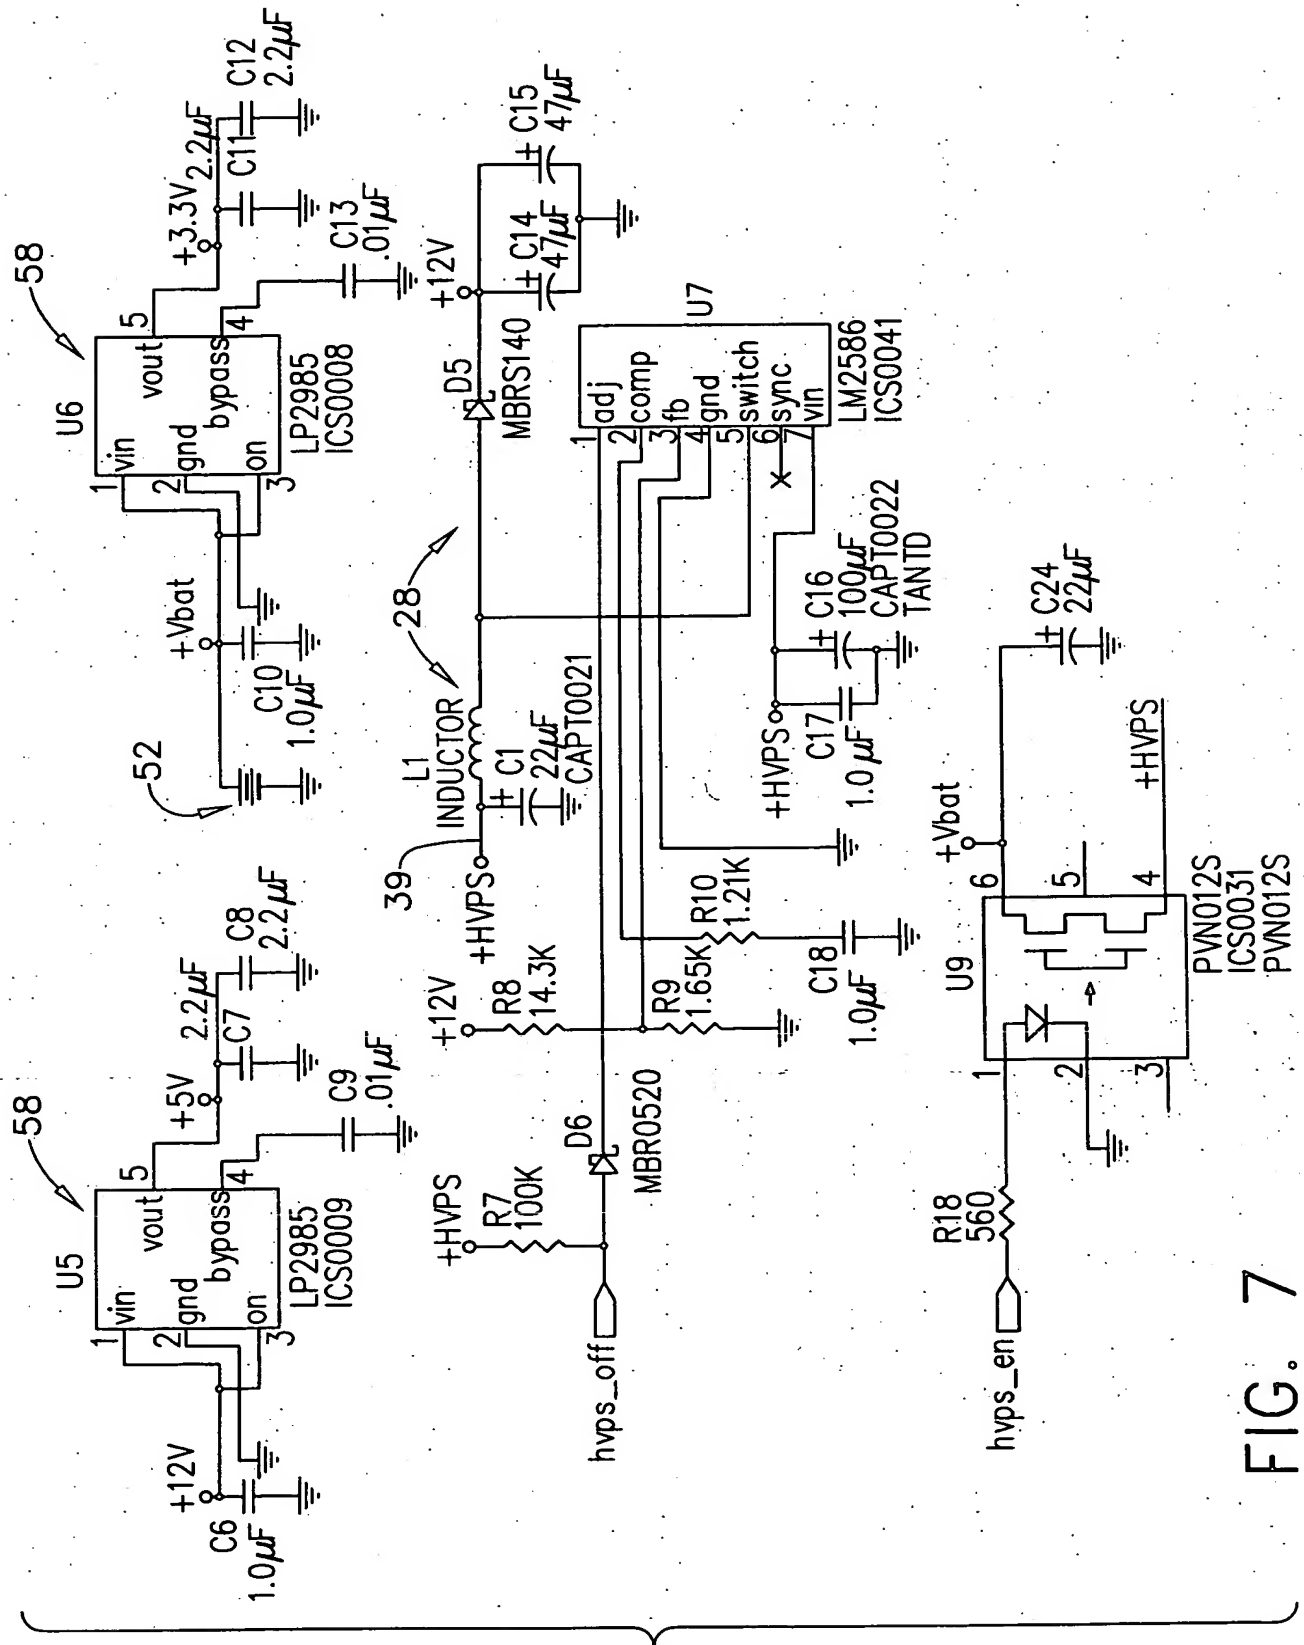 58
U5
1
vin
2
gnd
on
3
vout
5
bypass
4
LP2985
ICS0009
+12V
C6
1.0µF
+5V
2.2µF
C7
C8
2.2µF
C9
.01µF
52
58
U6
1
vin
2
gnd
on
3
vout
5
bypass
4
LP2985
ICS0008
+Vbat
C10
1.0µF
+3.3V
2.2µF
C11
C12
2.2µF
C13
.01µF
39
+HVPS
L1
INDUCTOR
+
C1
22µF
CAPT0021
28
D5
MBRS140
+12V
+
C14
47µF
+
C15
47µF
+HVPS
R7
100K
hvps_off
D6
MBR0520
+12V
R8
14.3K
R9
1.65K
R10
1.21K
C18
1.0µF
1
adj
2
comp
3
fb
4
gnd
5
switch
6
sync
7
vin
U7
LM2586
ICS0041
+HVPS
C17
1.0µF
+
C16
100µF
CAPT0022
TANTD
hvps_en
R18
560
U9
1
2
3
6
5
4
PVN012S
ICS0031
PVN012S
+Vbat
+
C24
22µF
+HVPS
FIG. 7